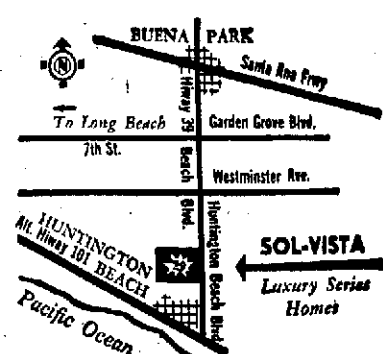 BUENA PARK
N
Santa Ana Frwy
Hiway 39
To Long Beach
Garden Grove Blvd.
7th St.
Beach Blvd.
Westminster Ave.
HUNTINGTON BEACH
Alt. Hiway 101
Huntington Beach Blvd.
SOL-VISTA
Luxury Series
Homes
Pacific Ocean